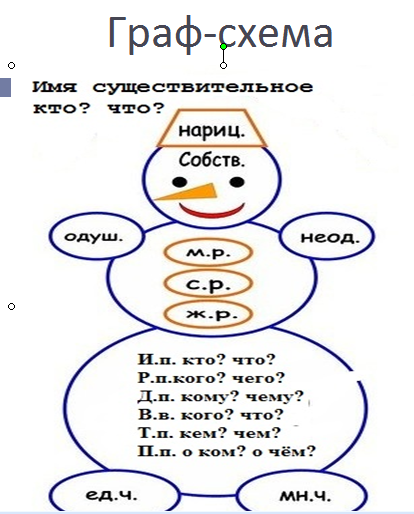 Граф-схема
Имя существительное
кто? что?
нариц.
Собств.
одуш.
неод.
м.р.
с.р.
ж.р.
И.п. кто? что?
Р.п.кого? чего?
Д.п. кому? чему?
В.в. кого? что?
Т.п. кем? чем?
П.п. о ком? о чём?
ед.ч.
мн.ч.